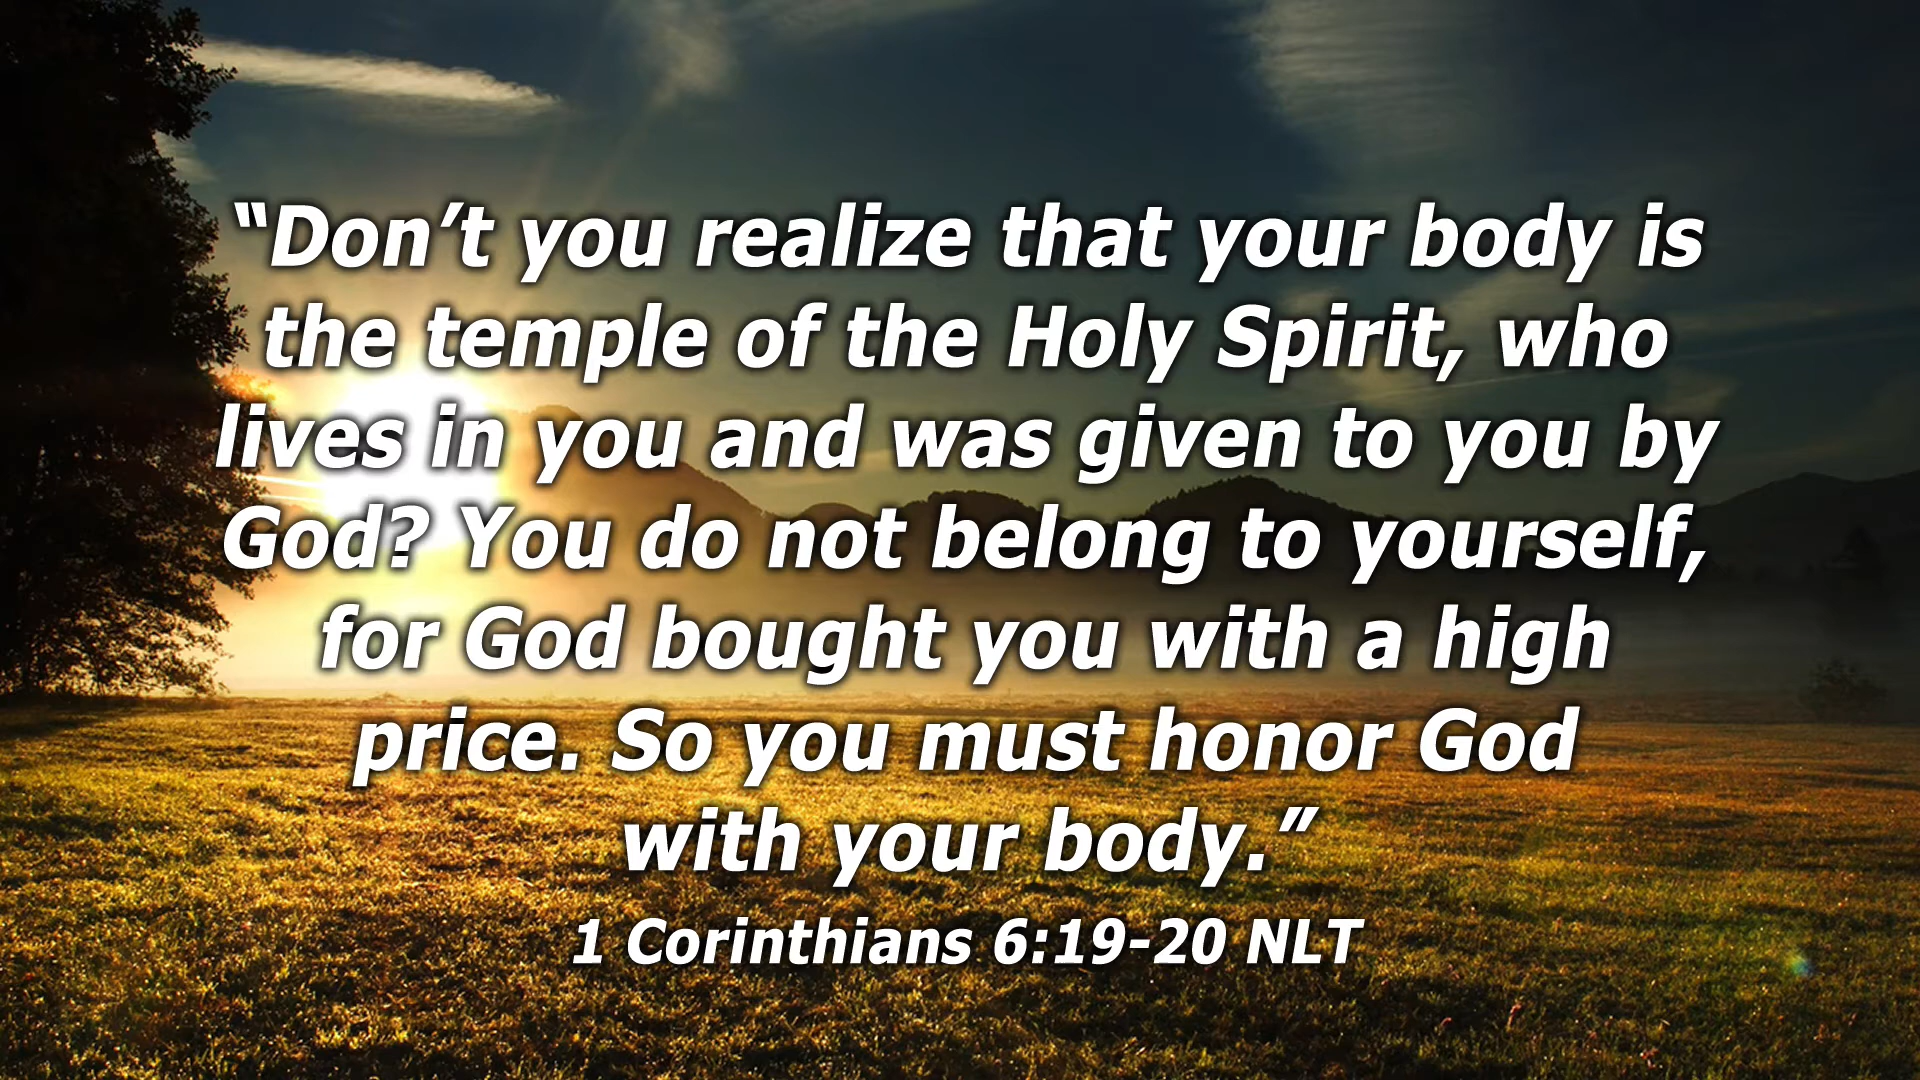 “Don’t you realize that your body is
the temple of the Holy Spirit, who
lives in you and was given to you by
God? You do not belong to yourself,
for God bought you with a high
price. So you must honor God
with your body.”
1 Corinthians 6:19-20 NLT